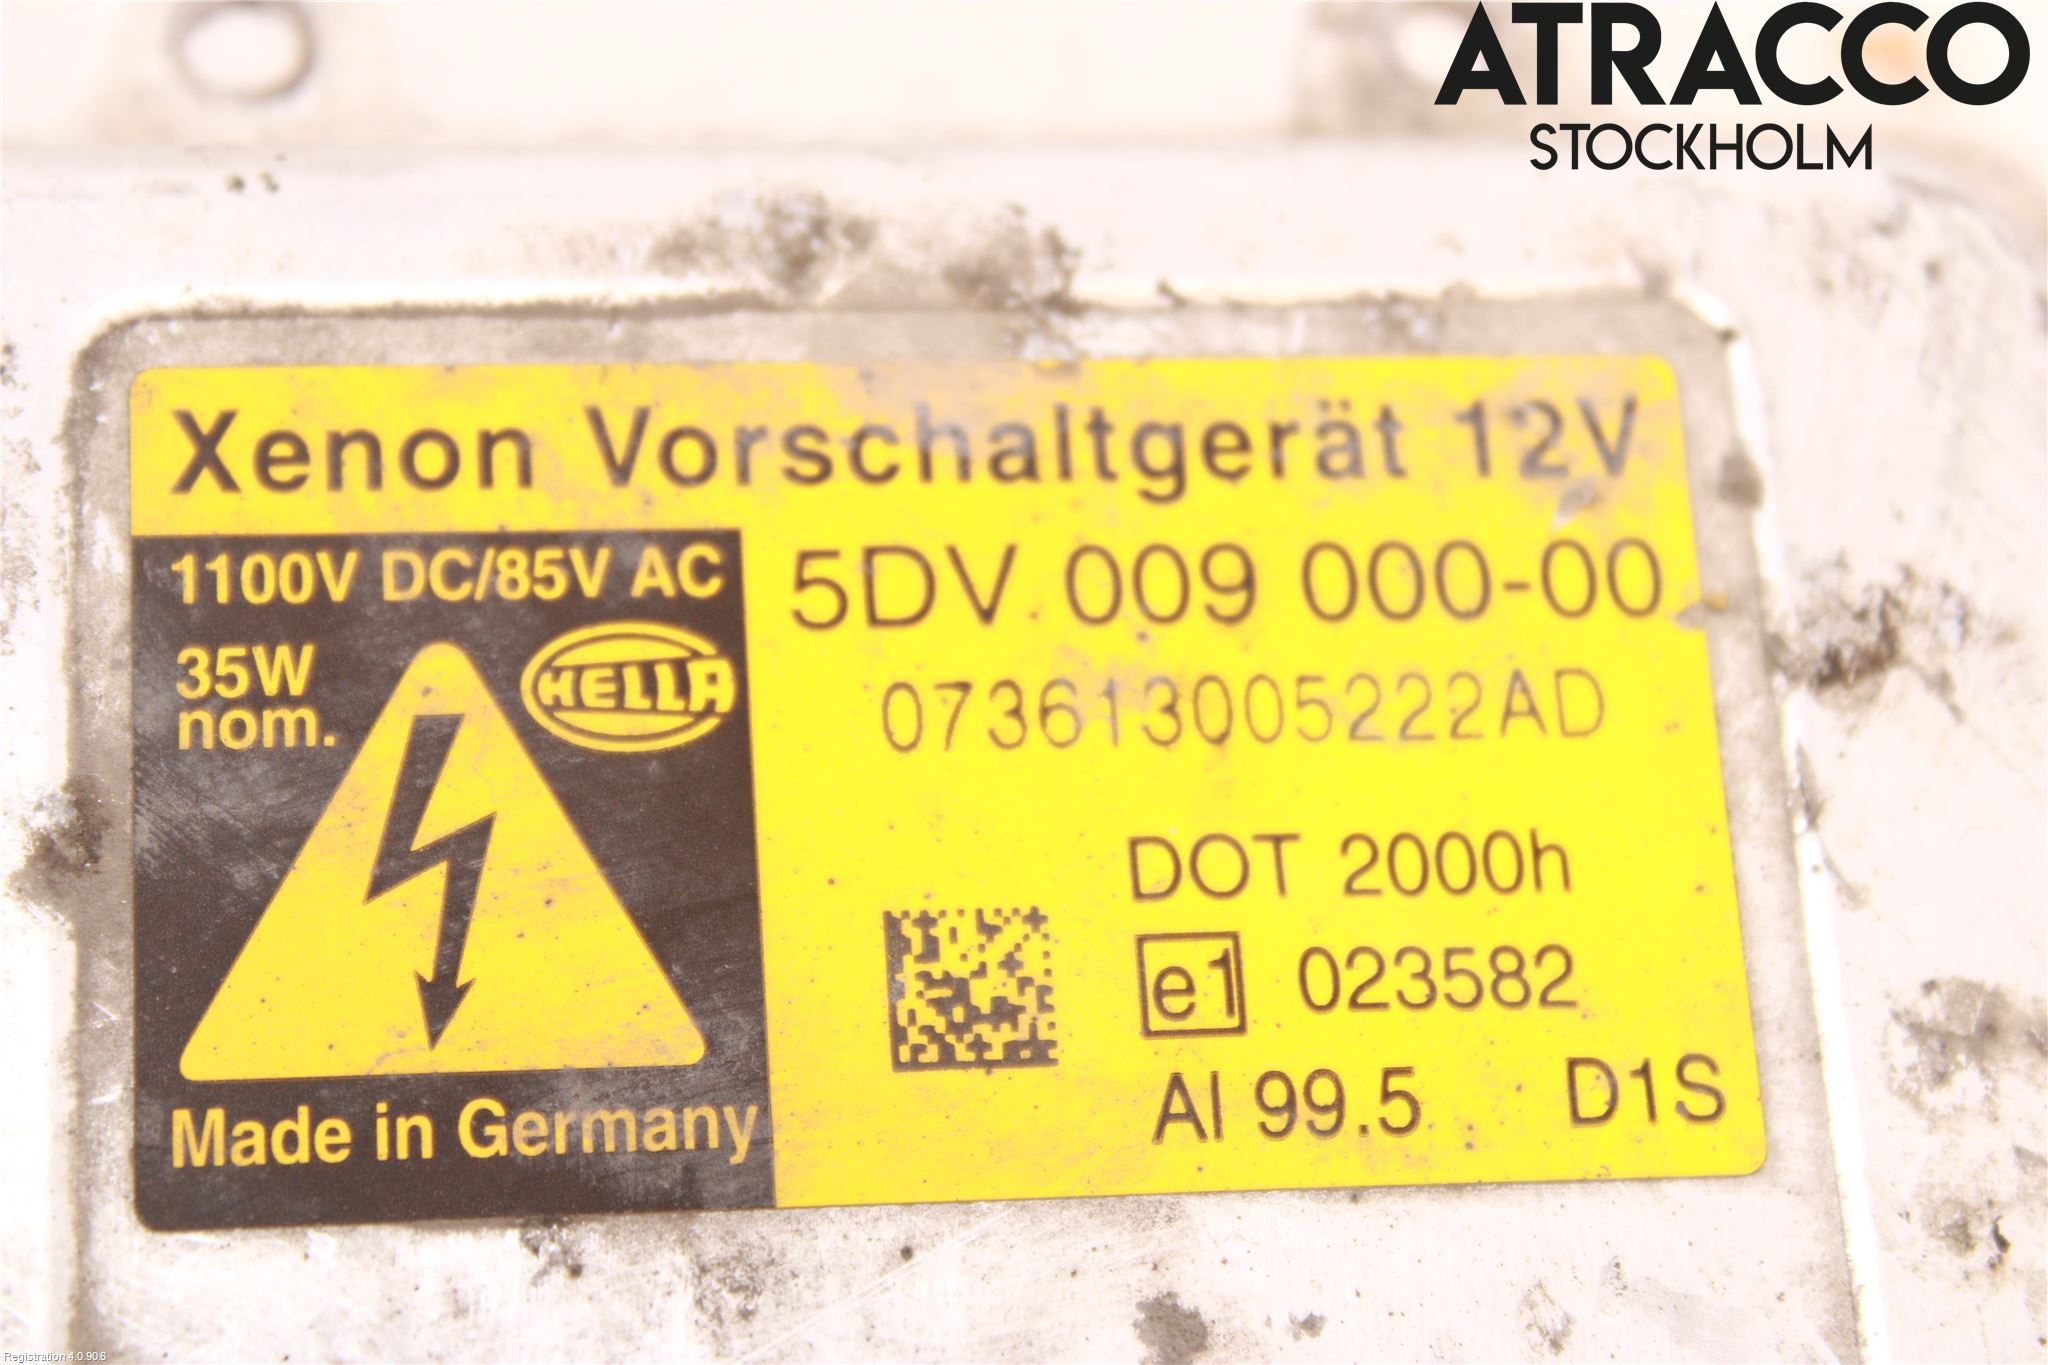 ATRACCO
STOCKHOLM
Xenon Vorschaltgerät 12V
1100V DC/85V AC
35W
nom.
HELLA
Made in Germany
5DV 009 000-00
073613005222AD
DOT 2000h
e1 023582
Al 99.5 D1S
Registration 4.0.90.6